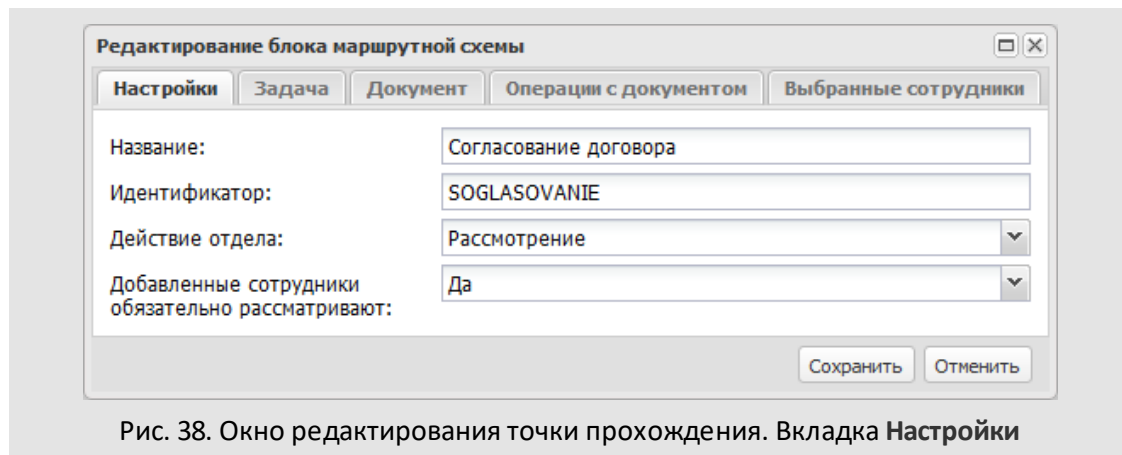 Редактирование блока маршрутной схемы
Настройки Задача Документ Операции с документом Выбранные сотрудники
Название: Согласование договора
Идентификатор: SOGLASOVANIE
Действие отдела: Рассмотрение
Добавленные сотрудники Да
обязательно рассматривают:
Сохранить Отменить
Рис. 38. Окно редактирования точки прохождения. Вкладка Настройки